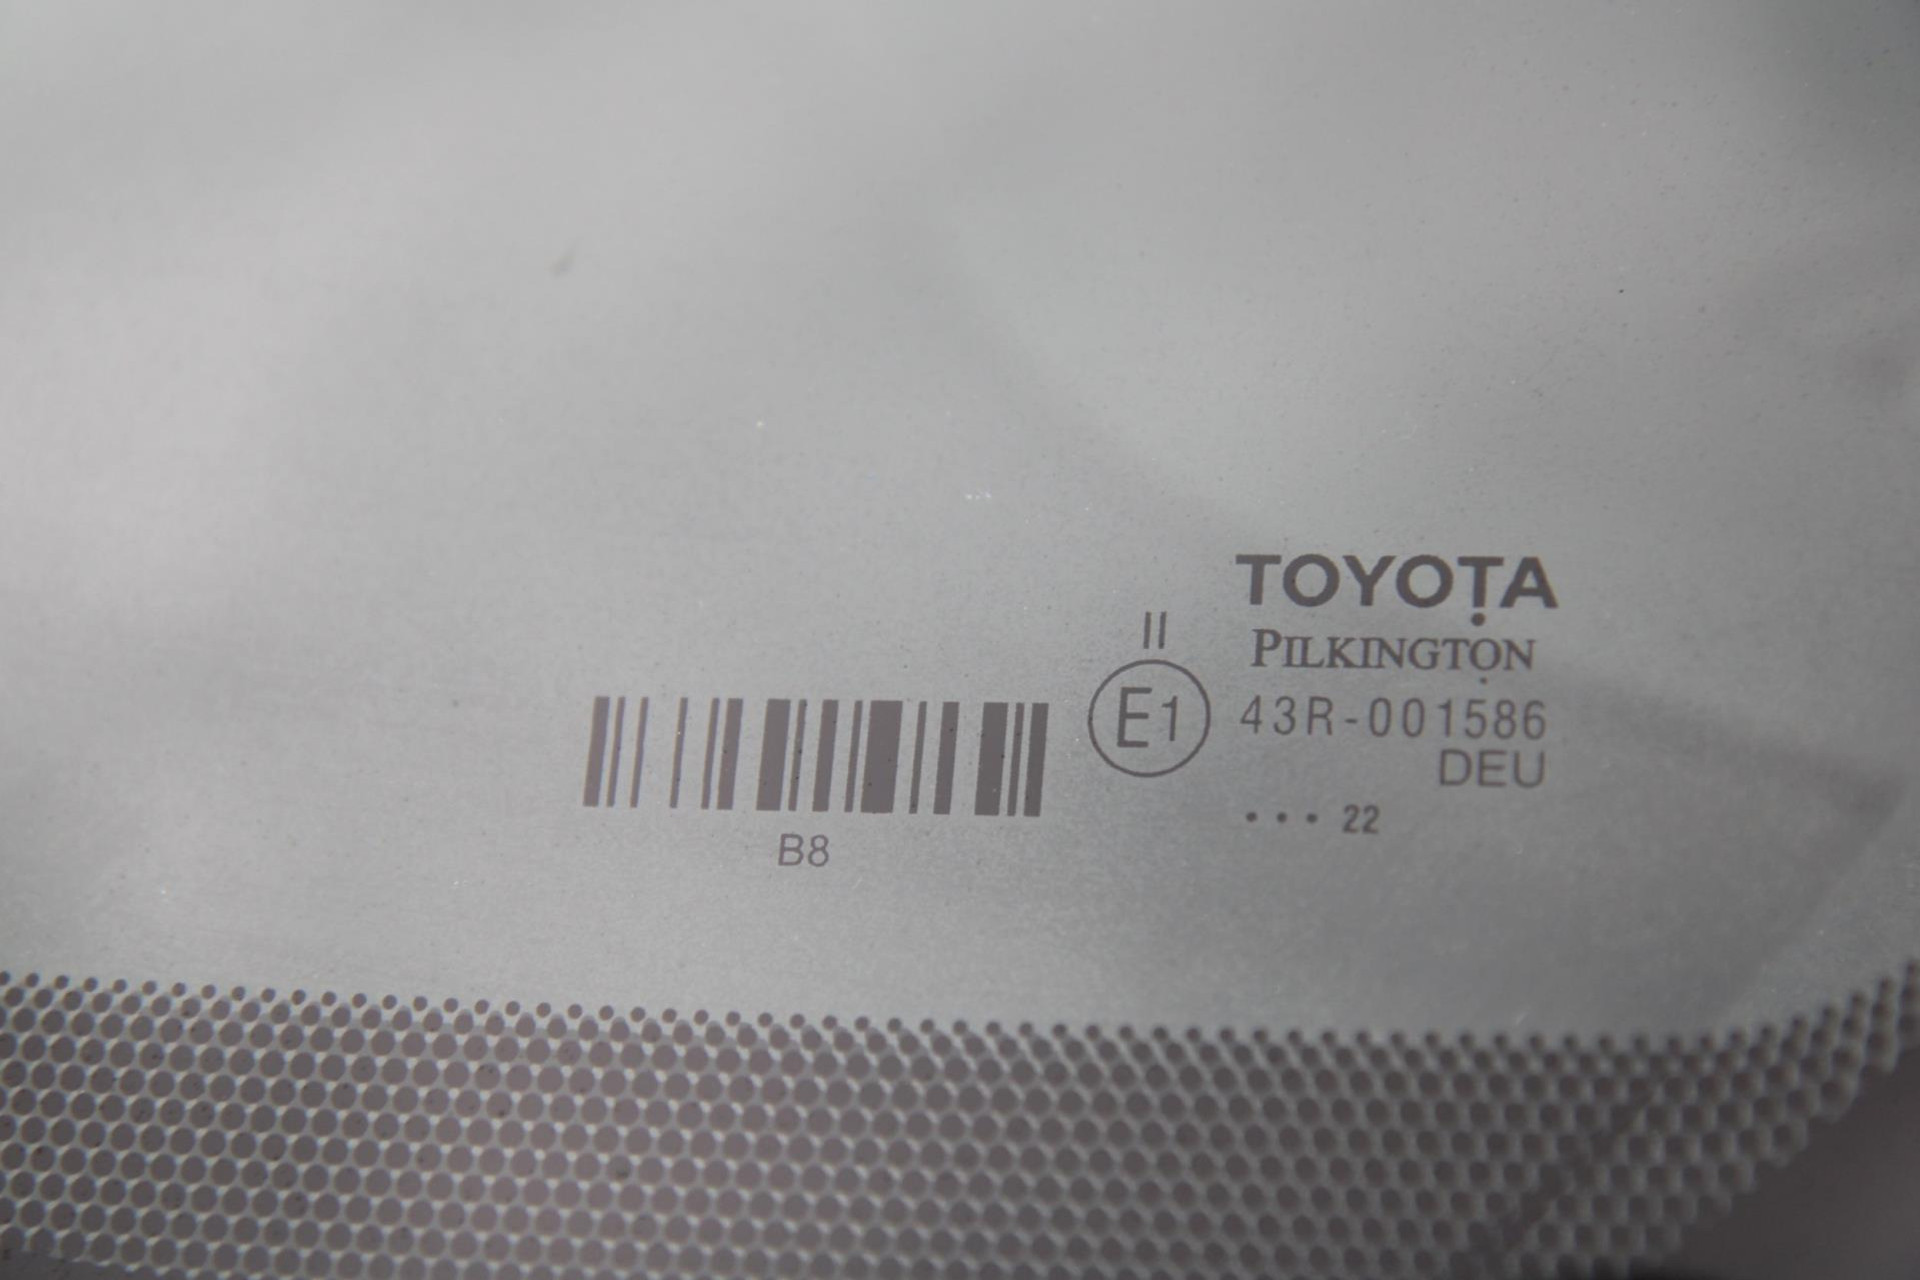 TOYOTA
PILKINGTON
II
E1
43R-001586
DEU
... 22
B8